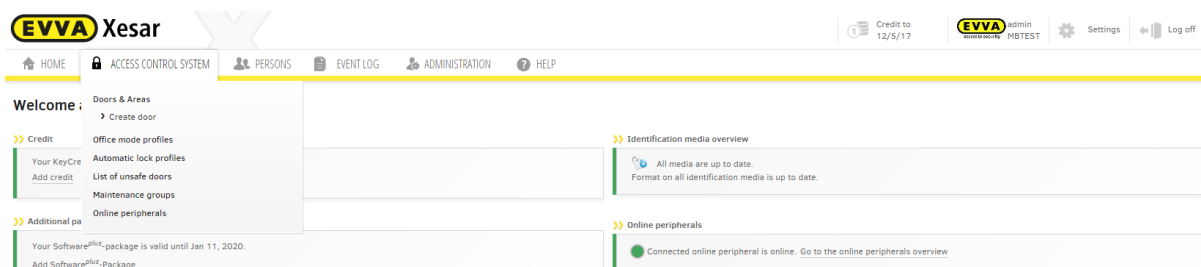 EVVA Xesar
Credit to
12/5/17
EVVA
access to security
admin
MBTEST
Settings
Log off
HOME
ACCESS CONTROL SYSTEM
PERSONS
EVENT LOG
ADMINISTRATION
HELP
Welcome
Doors & Areas
Create door
Office mode profiles
Automatic lock profiles
List of unsafe doors
Maintenance groups
Online peripherals
Credit
Your KeyCre
Add credit
Identification media overview
All media are up to date.
Format on all identification media is up to date.
Additional pa
Your Softwareplus-package is valid until Jan 11, 2020.
Add Softwareplus-Package
Online peripherals
Connected online peripheral is online. Go to the online peripherals overview